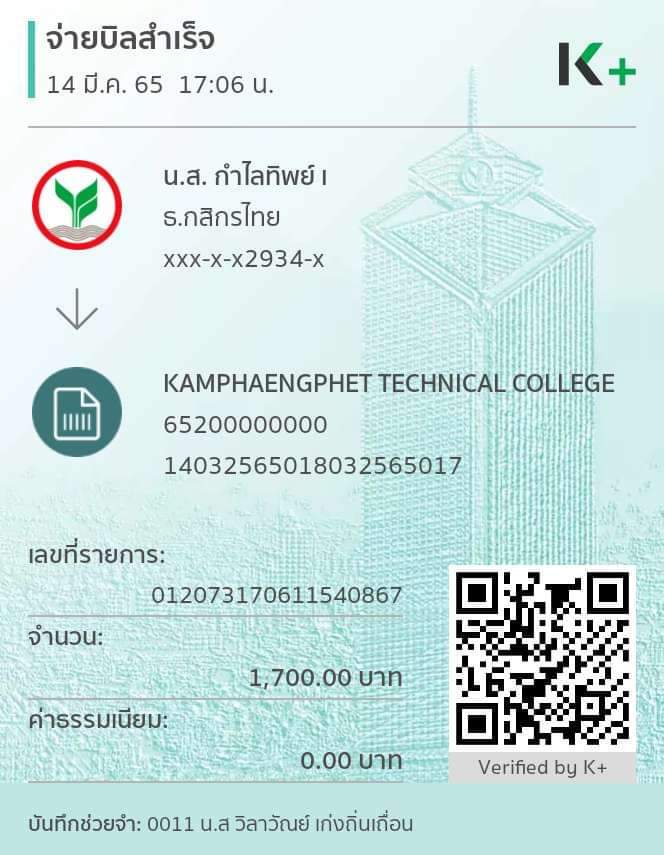 จ่ายบิลสำเร็จ
14 มี.ค. 65 17:06 น.
K+
น.ส. กำไลทิพย์ เ
ธ.กสิกรไทย
xxx-x-x2934-x
KAMPHAENGPHET TECHNICAL COLLEGE
65200000000
14032565018032565017
เลขที่รายการ:
012073170611540867
จำนวน:
1,700.00 บาท
ค่าธรรมเนียม:
0.00 บาท
Verified by K+
บันทึกช่วยจำ: 0011 น.ส วิลาวัณย์ เก่งถิ่นเถื่อน